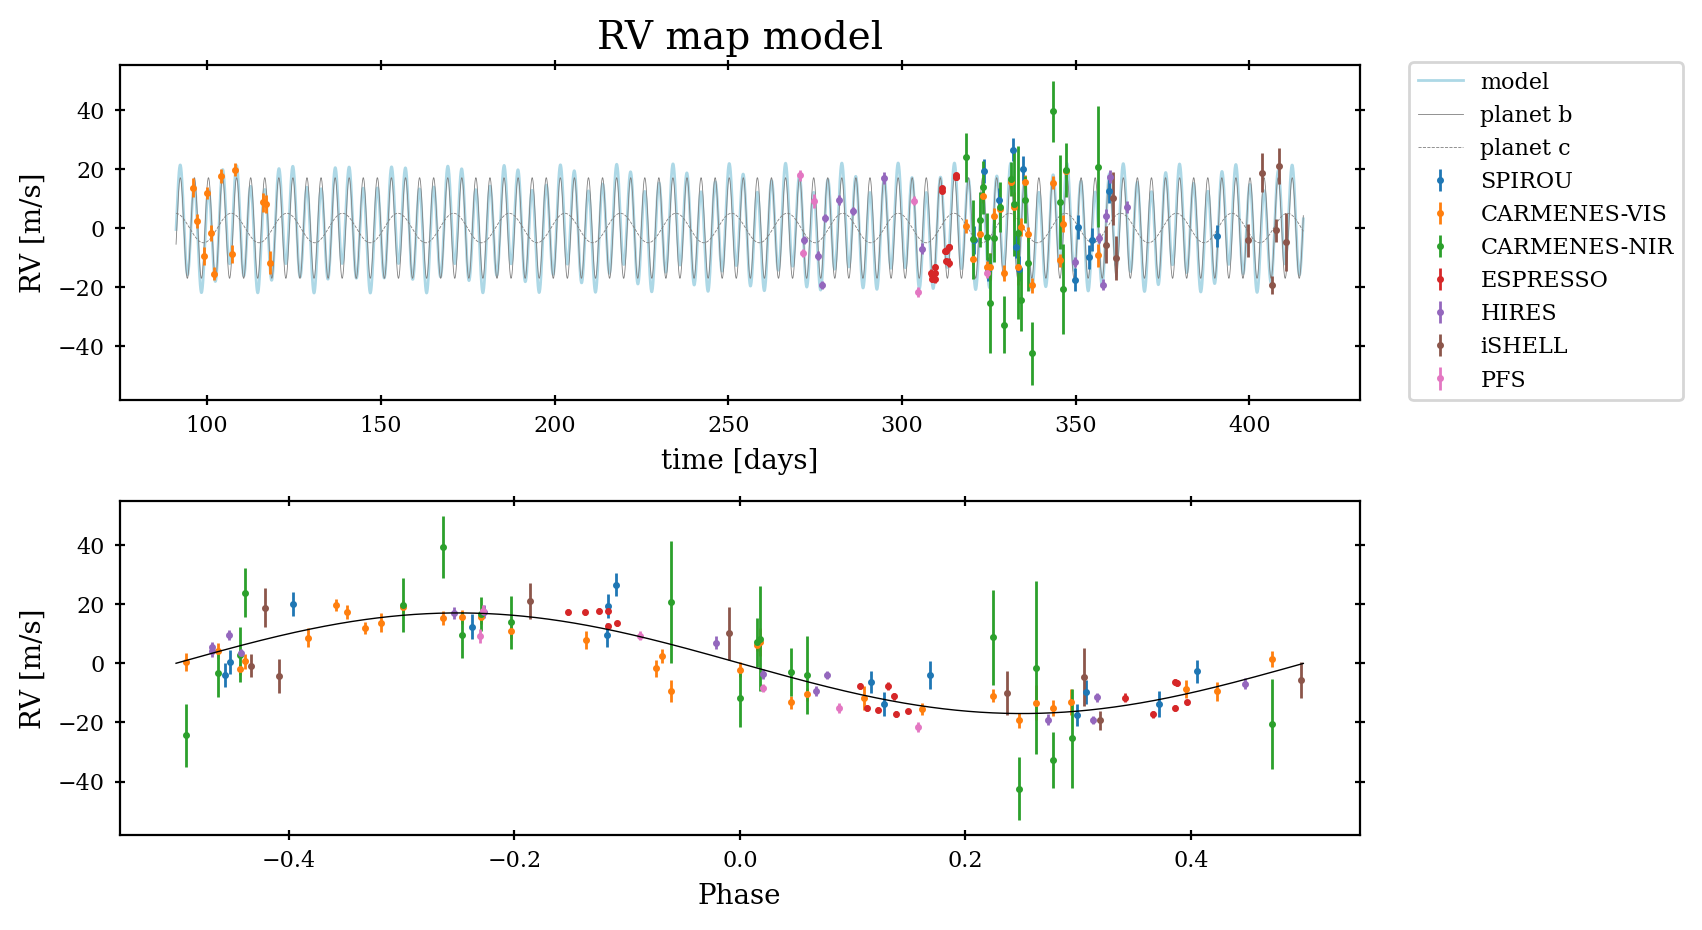 RV map model
RV [m/s]
40
20
0
−20
−40
100 150 200 250 300 350 400
time [days]
model
planet b
planet c
SPIROU
CARMENES-VIS
CARMENES-NIR
ESPRESSO
HIRES
iSHELL
PFS
RV [m/s]
40
20
0
−20
−40
−0.4 −0.2 0.0 0.2 0.4
Phase